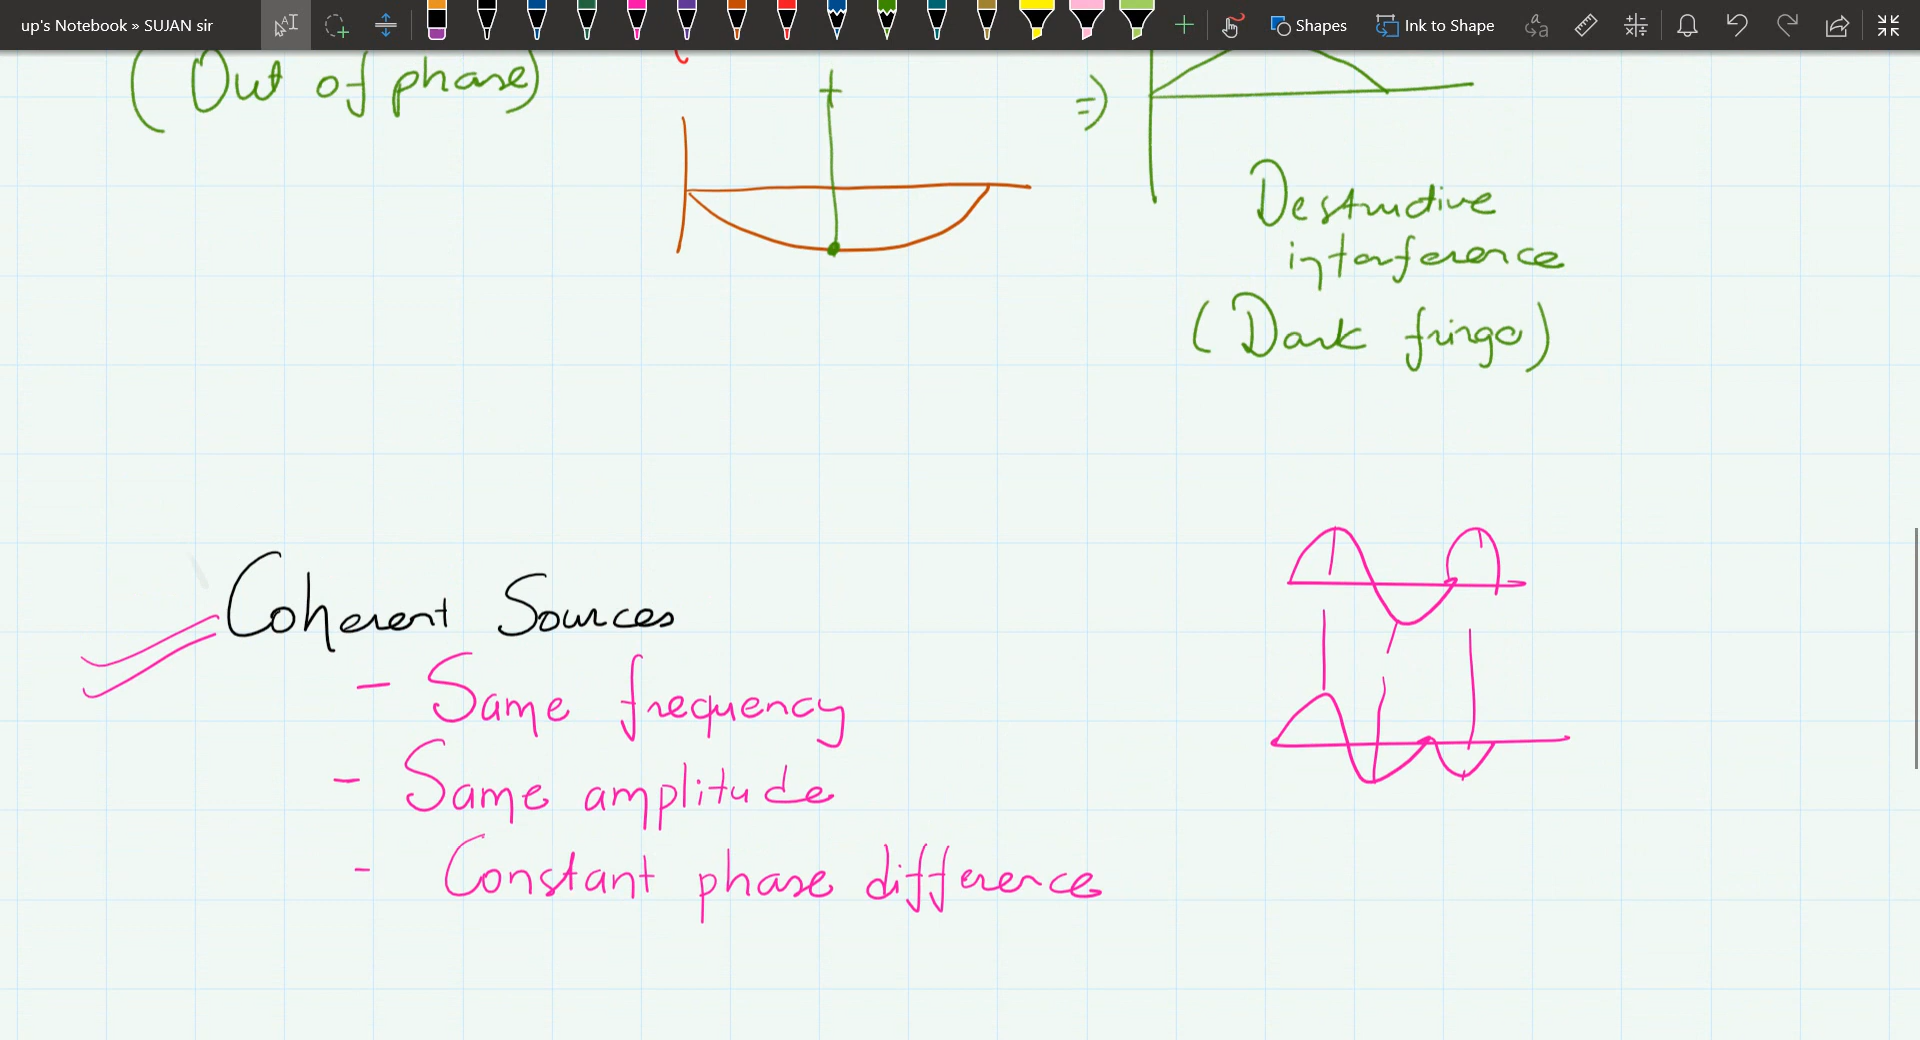 up's Notebook » SUJAN sir
Shapes
Ink to Shape
(Out of phase)
+
=)
Destructive
interference
(Dark fringe)
Coherent Sources
- Same frequency
- Same amplitude
- Constant phase difference